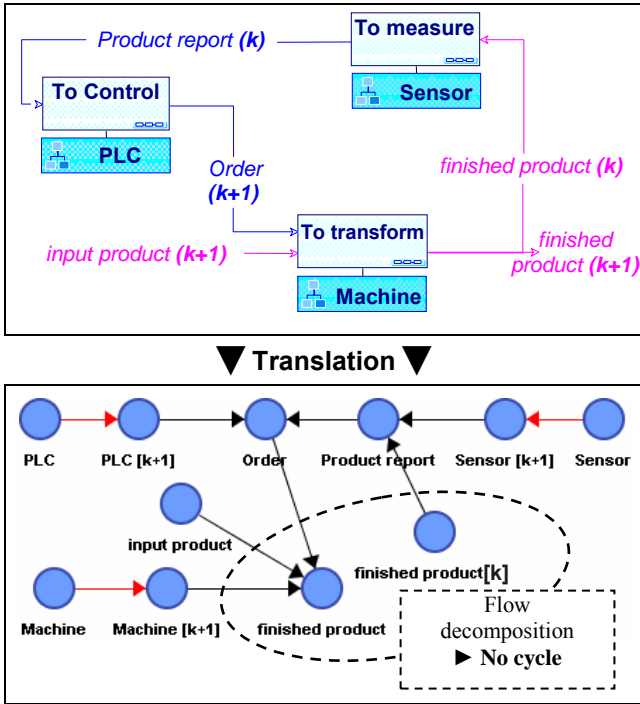 To measure
Product report (k)
Sensor
To Control
PLC
Order
(k+1)
finished product (k)
To transform
input product (k+1)
finished
product (k+1)
Machine
▼ Translation ▼
PLC
PLC [k+1]
Order
Product report
Sensor [k+1]
Sensor
input product
finished product[k]
Machine
Machine [k+1]
finished product
Flow
decomposition
► No cycle